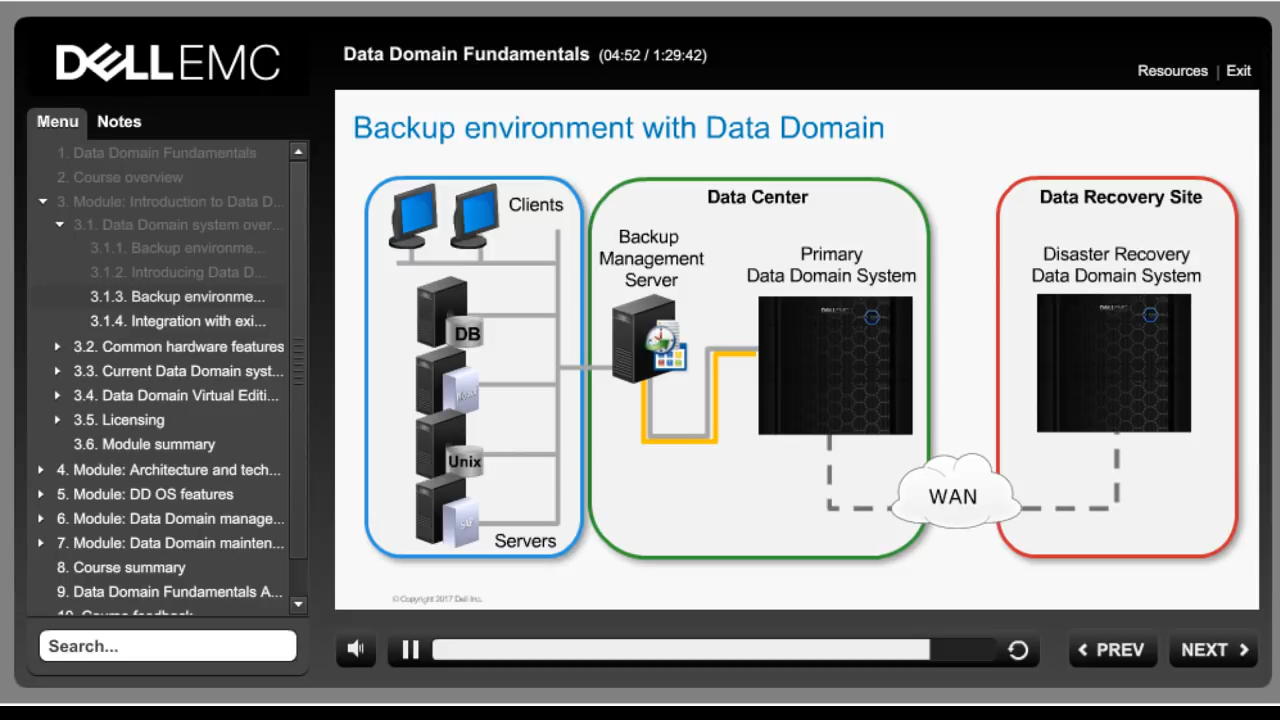 DELLEMC
Data Domain Fundamentals (04:52 / 1:29:42)
Resources | Exit
Menu
Notes
1. Data Domain Fundamentals
2. Course overview
3. Module: Introduction to Data D...
3.1. Data Domain system over...
3.1.1. Backup environme...
3.1.2. Introducing Data D...
3.1.3. Backup environme...
3.1.4. Integration with exi...
3.2. Common hardware features
3.3. Current Data Domain syst...
3.4. Data Domain Virtual Editi...
3.5. Licensing
3.6. Module summary
4. Module: Architecture and tech...
5. Module: DD OS features
6. Module: Data Domain manage...
7. Module: Data Domain mainten...
8. Course summary
9. Data Domain Fundamentals A...
10. Course feedback
Search...
Backup environment with Data Domain
Clients
DB
Unix
SAP
Servers
Data Center
Backup
Management
Server
Primary
Data Domain System
DELLEMC
WAN
Data Recovery Site
Disaster Recovery
Data Domain System
DELLEMC
© Copyright 2017 Dell Inc.
PREV
NEXT